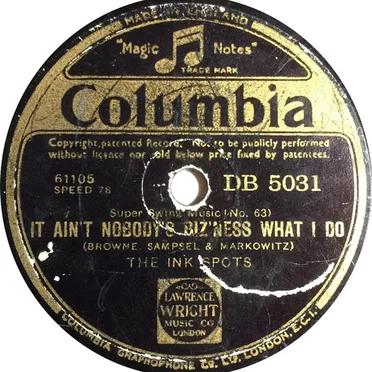 MADE IN ENGLAND
"Magic Notes"
TRADE MARK
Columbia
Copyright, patented Record. Not to be publicly performed
without licence nor sold below price fixed by patentees.
61105
SPEED 78
DB 5031
Super Swing Music (No. 63)
IT AIN'T NOBODY'S BIZ'NESS WHAT I DO
(BROWNE, SAMPSEL & MARKOWITZ)
THE INK SPOTS
LAWRENCE
WRIGHT
MUSIC CO
LONDON
COLUMBIA GRAPHOPHONE Co. LTD. LONDON, E.C.1.